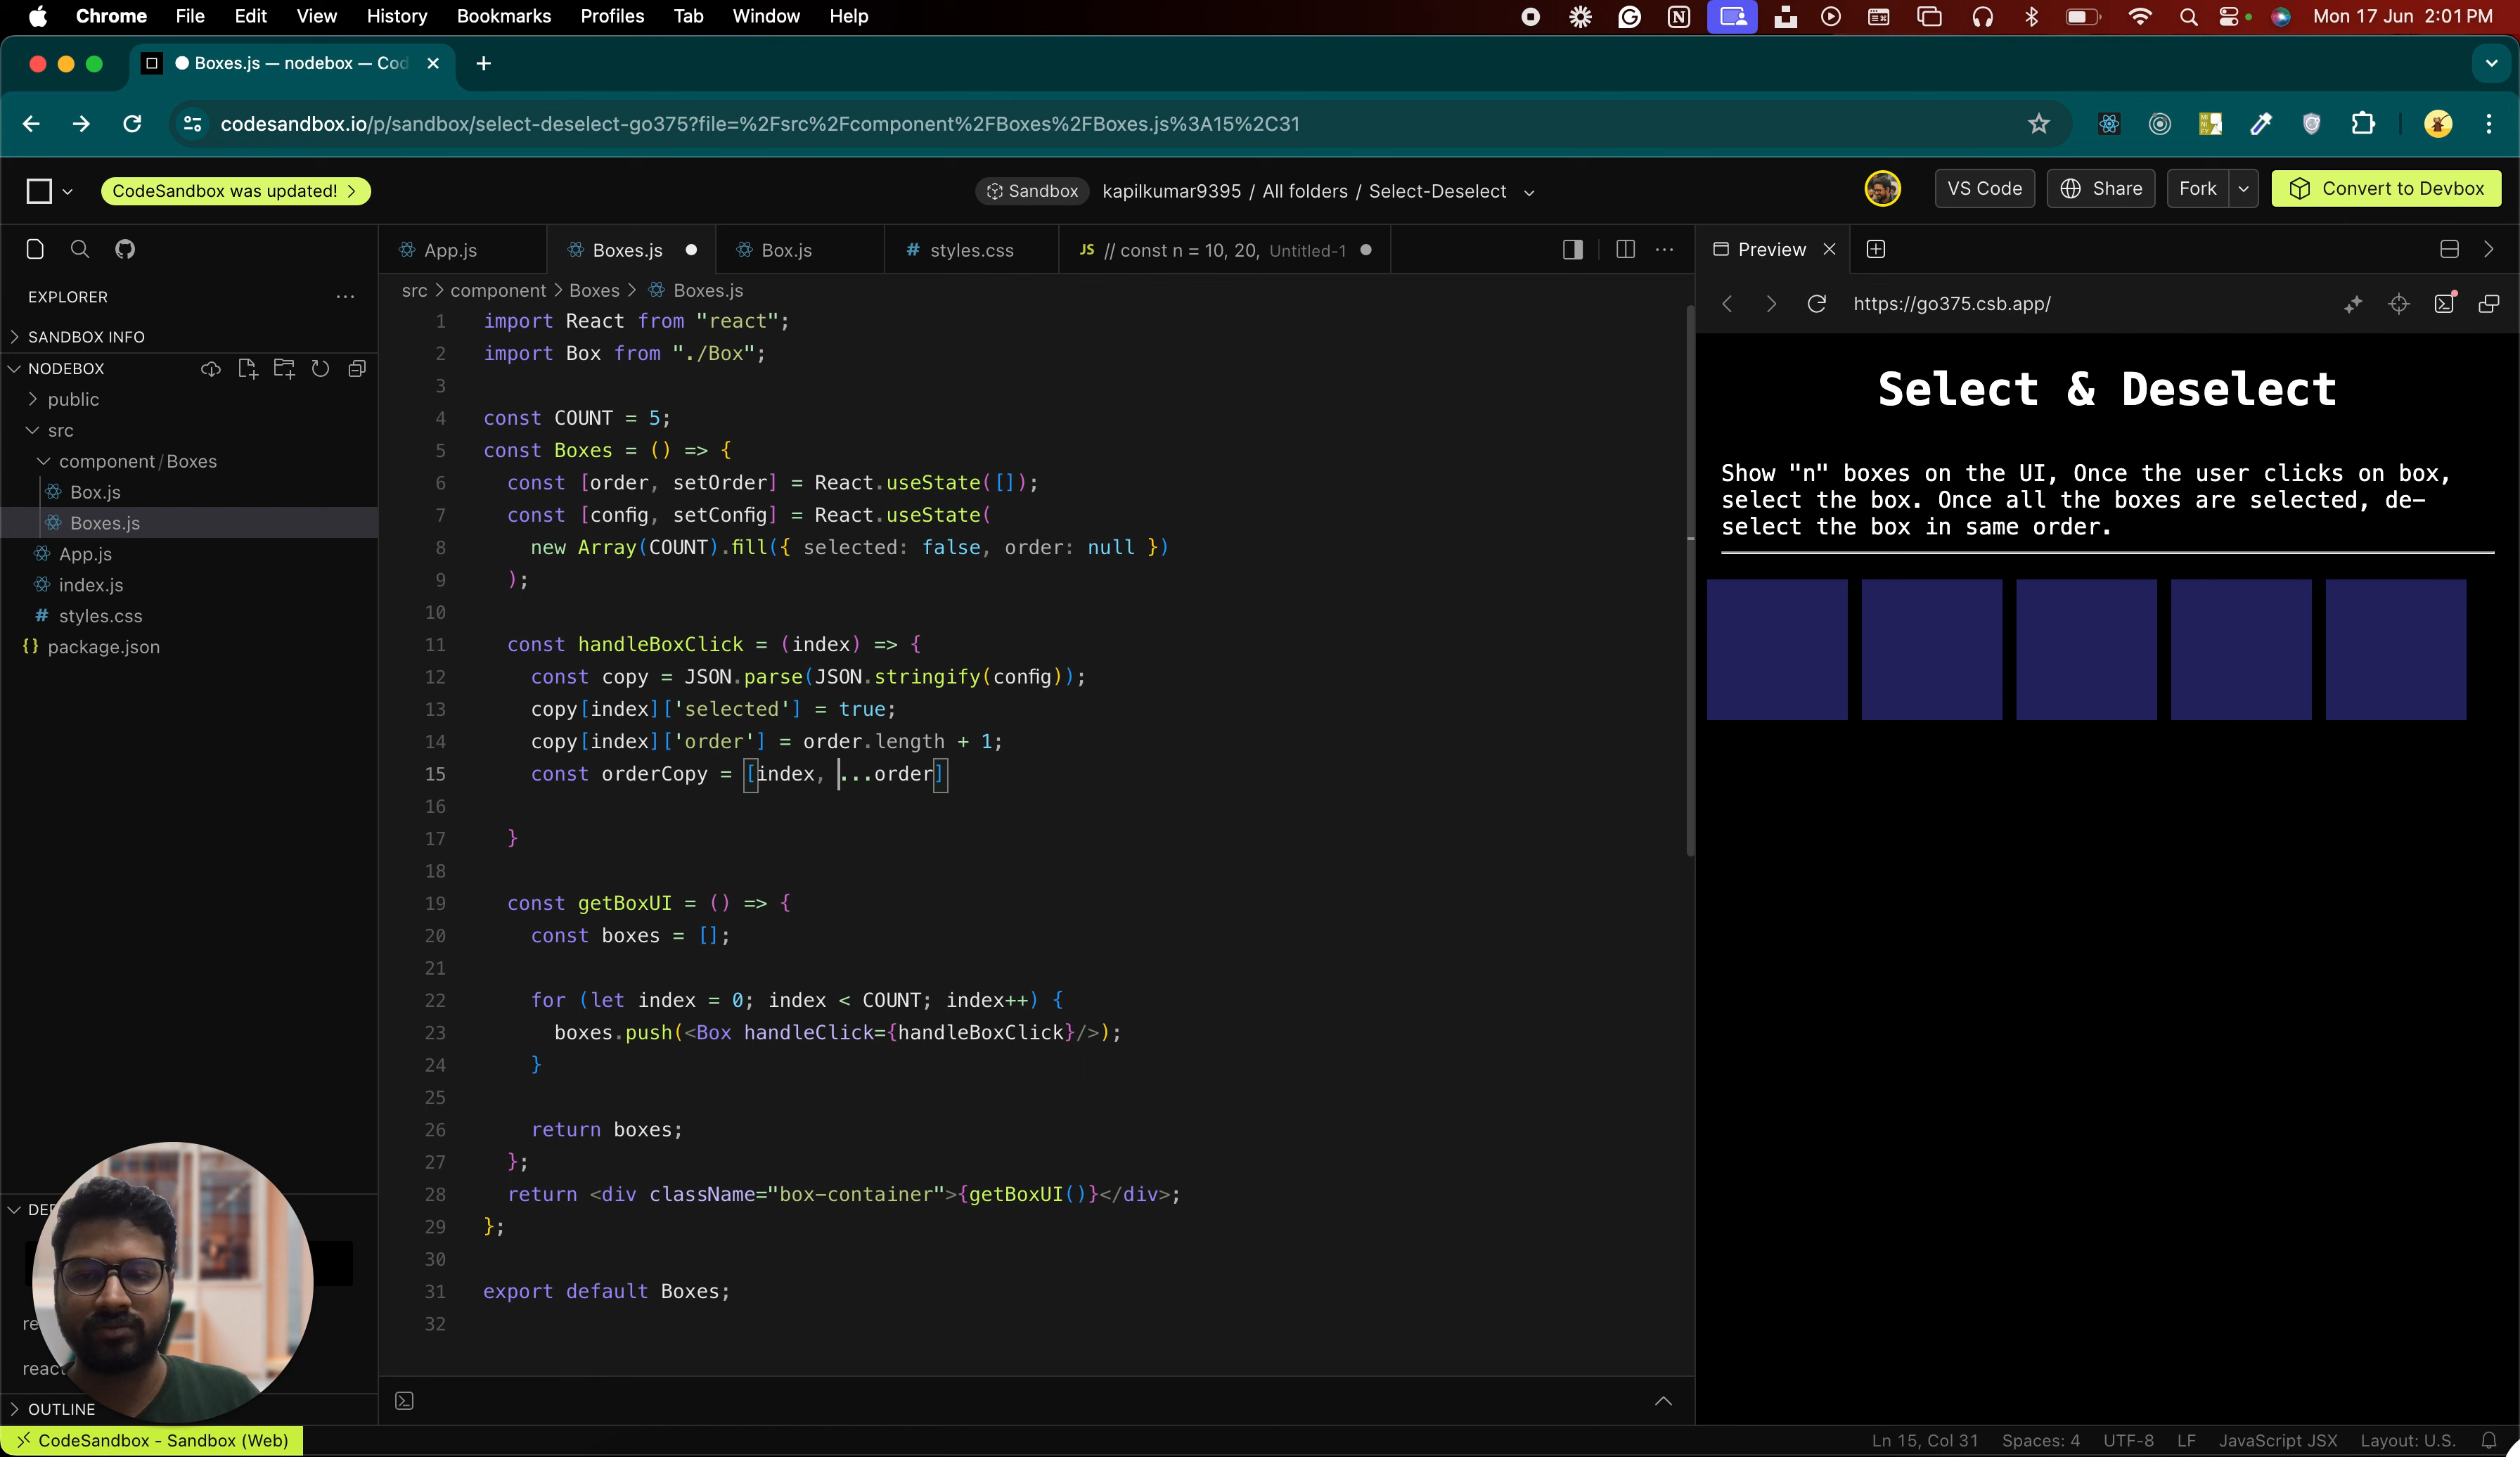 Chrome File Edit View History Bookmarks Profiles Tab Window Help Mon 17 Jun 2:01 PM
Boxes.js — nodebox — Cod
codesandbox.io/p/sandbox/select-deselect-go375?file=%2Fsrc%2Fcomponent%2FBoxes%2FBoxes.js%3A15%2C31
CodeSandbox was updated!
Sandbox kapilkumar9395 / All folders / Select-Deselect
VS Code Share Fork Convert to Devbox
App.js Boxes.js Box.js # styles.css JS // const n = 10, 20, Untitled-1
Preview
EXPLORER
SANDBOX INFO
NODEBOX
public
src
component/Boxes
Box.js
Boxes.js
App.js
index.js
# styles.css
{} package.json
DE
re
reac
OUTLINE
src > component > Boxes > Boxes.js
1 import React from "react";
2 import Box from "./Box";
3
4 const COUNT = 5;
5 const Boxes = () => {
6 const [order, setOrder] = React.useState([]);
7 const [config, setConfig] = React.useState(
8 new Array(COUNT).fill({ selected: false, order: null })
9 );
10
11 const handleBoxClick = (index) => {
12 const copy = JSON.parse(JSON.stringify(config));
13 copy[index]['selected'] = true;
14 copy[index]['order'] = order.length + 1;
15 const orderCopy = [index, ...order]
16
17 }
18
19 const getBoxUI = () => {
20 const boxes = [];
21
22 for (let index = 0; index < COUNT; index++) {
23 boxes.push(<Box handleClick={handleBoxClick}/>);
24 }
25
26 return boxes;
27 };
28 return <div className="box-container">{getBoxUI()}</div>;
29 };
30
31 export default Boxes;
32
https://go375.csb.app/
Select & Deselect
Show "n" boxes on the UI, Once the user clicks on box,
select the box. Once all the boxes are selected, de-
select the box in same order.
CodeSandbox - Sandbox (Web)
Ln 15, Col 31 Spaces: 4 UTF-8 LF JavaScript JSX Layout: U.S.